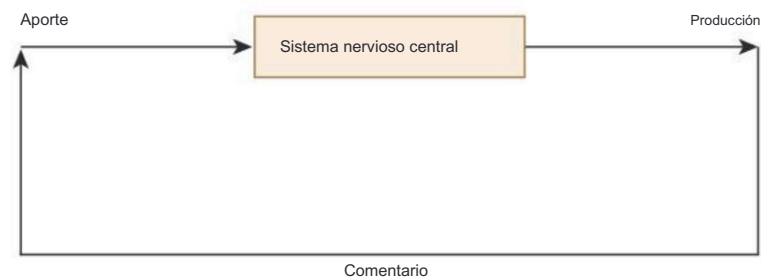 Aporte
Producción
Sistema nervioso central
Comentario